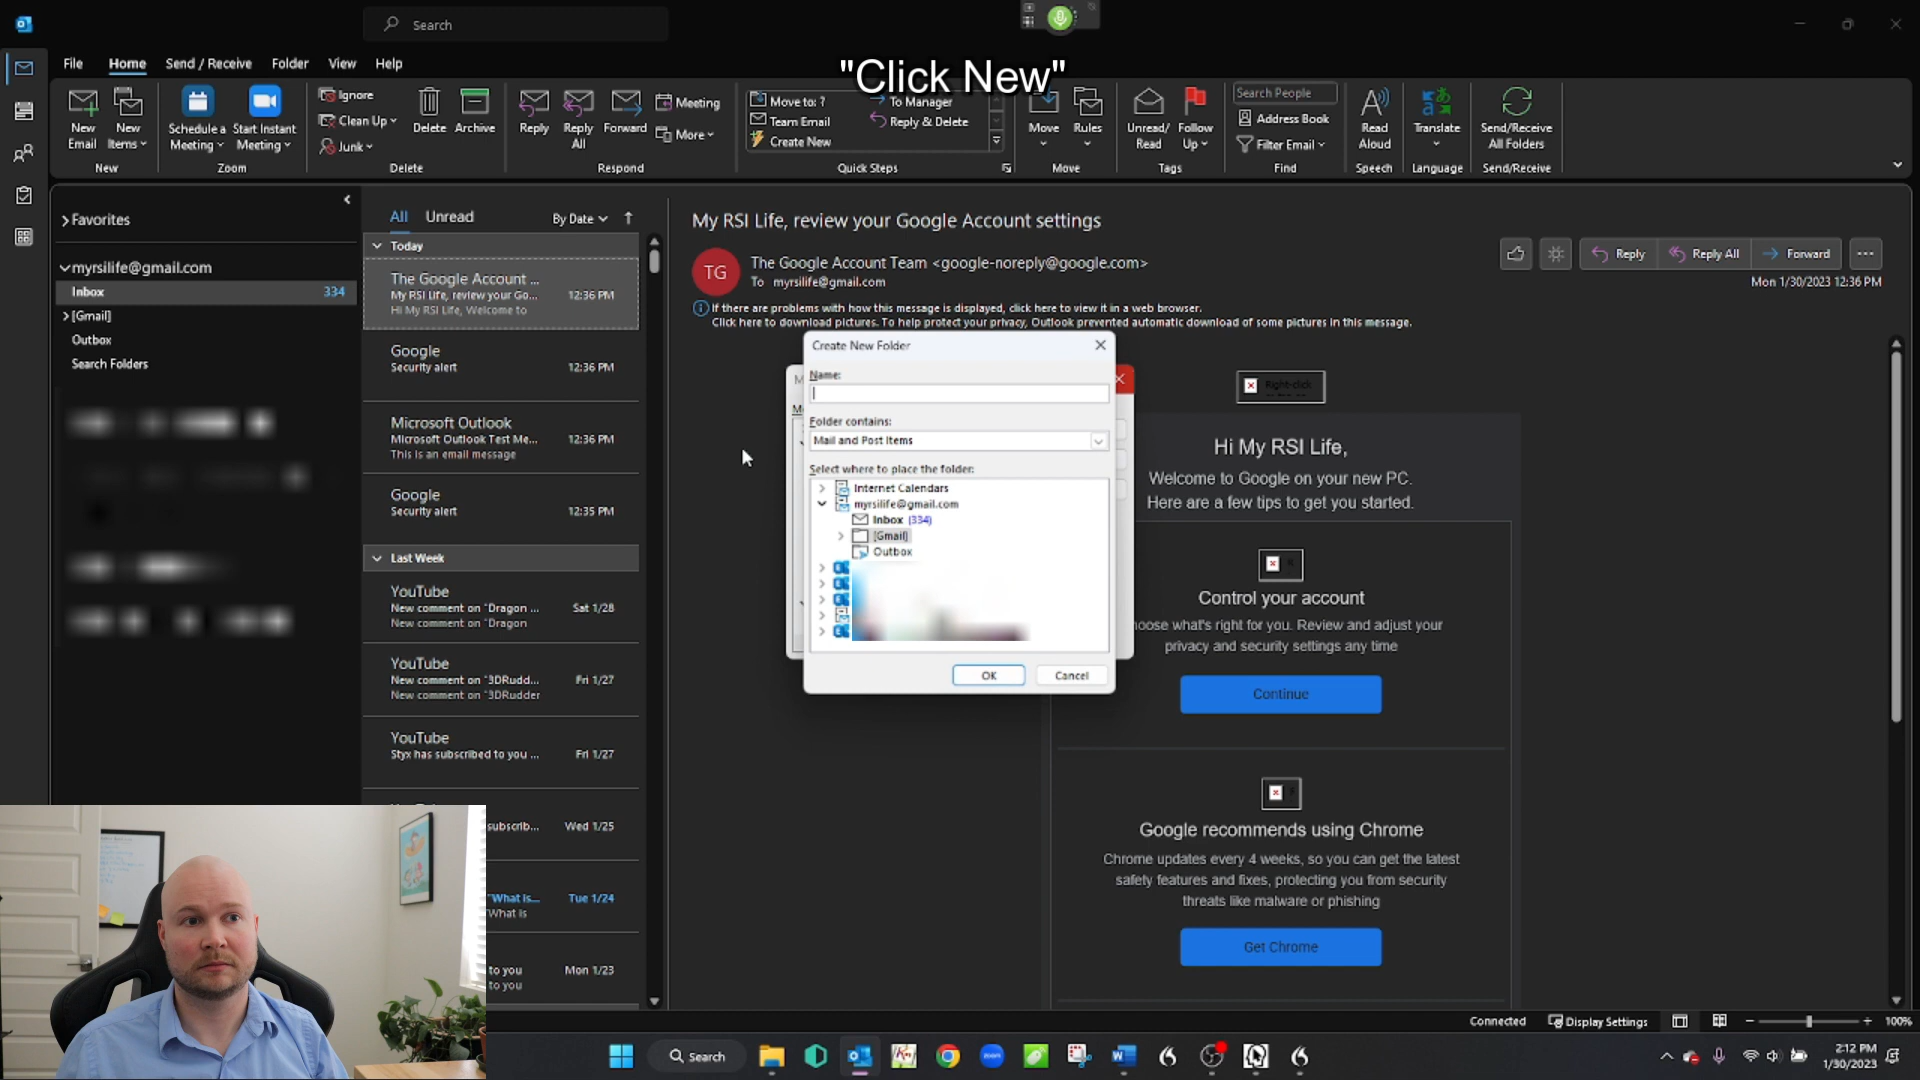 Search
"Click New"
File Home Send / Receive Folder View Help
New Email
New Items
New
Schedule a Meeting
Start Instant Meeting
Zoom
Ignore
Clean Up
Junk
Delete
Archive
Delete
Reply
Reply All
Forward
Meeting
More
Respond
Move to: ?
Team Email
Create New
To Manager
Reply & Delete
Quick Steps
Move
Rules
Move
Unread/ Read
Follow Up
Tags
Search People
Address Book
Filter Email
Find
Read Aloud
Speech
Translate
Language
Send/Receive All Folders
Send/Receive
Favorites
myrsilife@gmail.com
Inbox 334
[Gmail]
Outbox
Search Folders
All Unread By Date
Today
The Google Account ...
My RSI Life, review your Go... 12:36 PM
Hi My RSI Life, Welcome to
Google
Security alert 12:36 PM
Microsoft Outlook
Microsoft Outlook Test Me... 12:36 PM
This is an email message
Google
Security alert 12:35 PM
Last Week
YouTube
New comment on "Dragon ... Sat 1/28
New comment on "Dragon
YouTube
New comment on "3DRudd... Fri 1/27
New comment on "3DRudder
YouTube
Styx has subscribed to you ... Fri 1/27
subscrib... Wed 1/25
"What is... Tue 1/24
"What is
to you Mon 1/23
to you
My RSI Life, review your Google Account settings
TG
The Google Account Team <google-noreply@google.com>
To myrsilife@gmail.com
Reply Reply All Forward
Mon 1/30/2023 12:36 PM
If there are problems with how this message is displayed, click here to view it in a web browser.
Click here to download pictures. To help protect your privacy, Outlook prevented automatic download of some pictures in this message.
Create New Folder
Name:
Folder contains:
Mail and Post Items
Select where to place the folder:
Internet Calendars
myrsilife@gmail.com
Inbox (334)
[Gmail]
Outbox
OK Cancel
Right-click
Hi My RSI Life,
Welcome to Google on your new PC.
Here are a few tips to get you started.
Control your account
hoose what's right for you. Review and adjust your
privacy and security settings any time
Continue
Google recommends using Chrome
Chrome updates every 4 weeks, so you can get the latest
safety features and fixes, protecting you from security
threats like malware or phishing
Get Chrome
Connected Display Settings 100%
Search
2:12 PM
1/30/2023